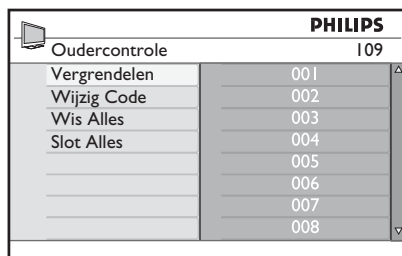 PHILIPS
Oudercontrole 109
Vergrendelen 001
Wijzig Code 002
Wis Alles 003
Slot Alles 004
005
006
007
008